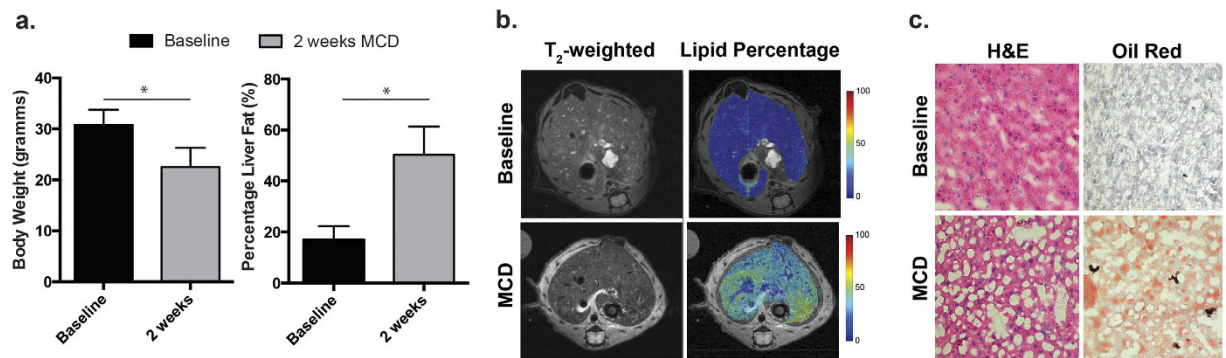 a.
Baseline
2 weeks MCD
Body Weight (gramms)
40
30
20
10
0
*
Baseline
2 weeks
Percentage Liver Fat (%)
80
60
40
20
0
*
Baseline
2 weeks
b.
T2-weighted
Lipid Percentage
Baseline
100
50
0
MCD
100
50
0
c.
H&E
Oil Red
Baseline
MCD